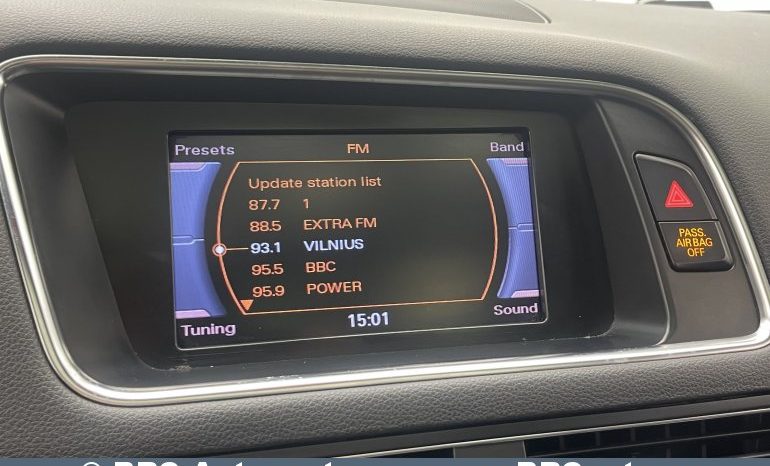 Presets FM Band
Update station list
87.7 1
88.5 EXTRA FM
93.1 VILNIUS
95.5 BBC
95.9 POWER
Tuning 15:01 Sound
PASS.
AIR BAG
OFF